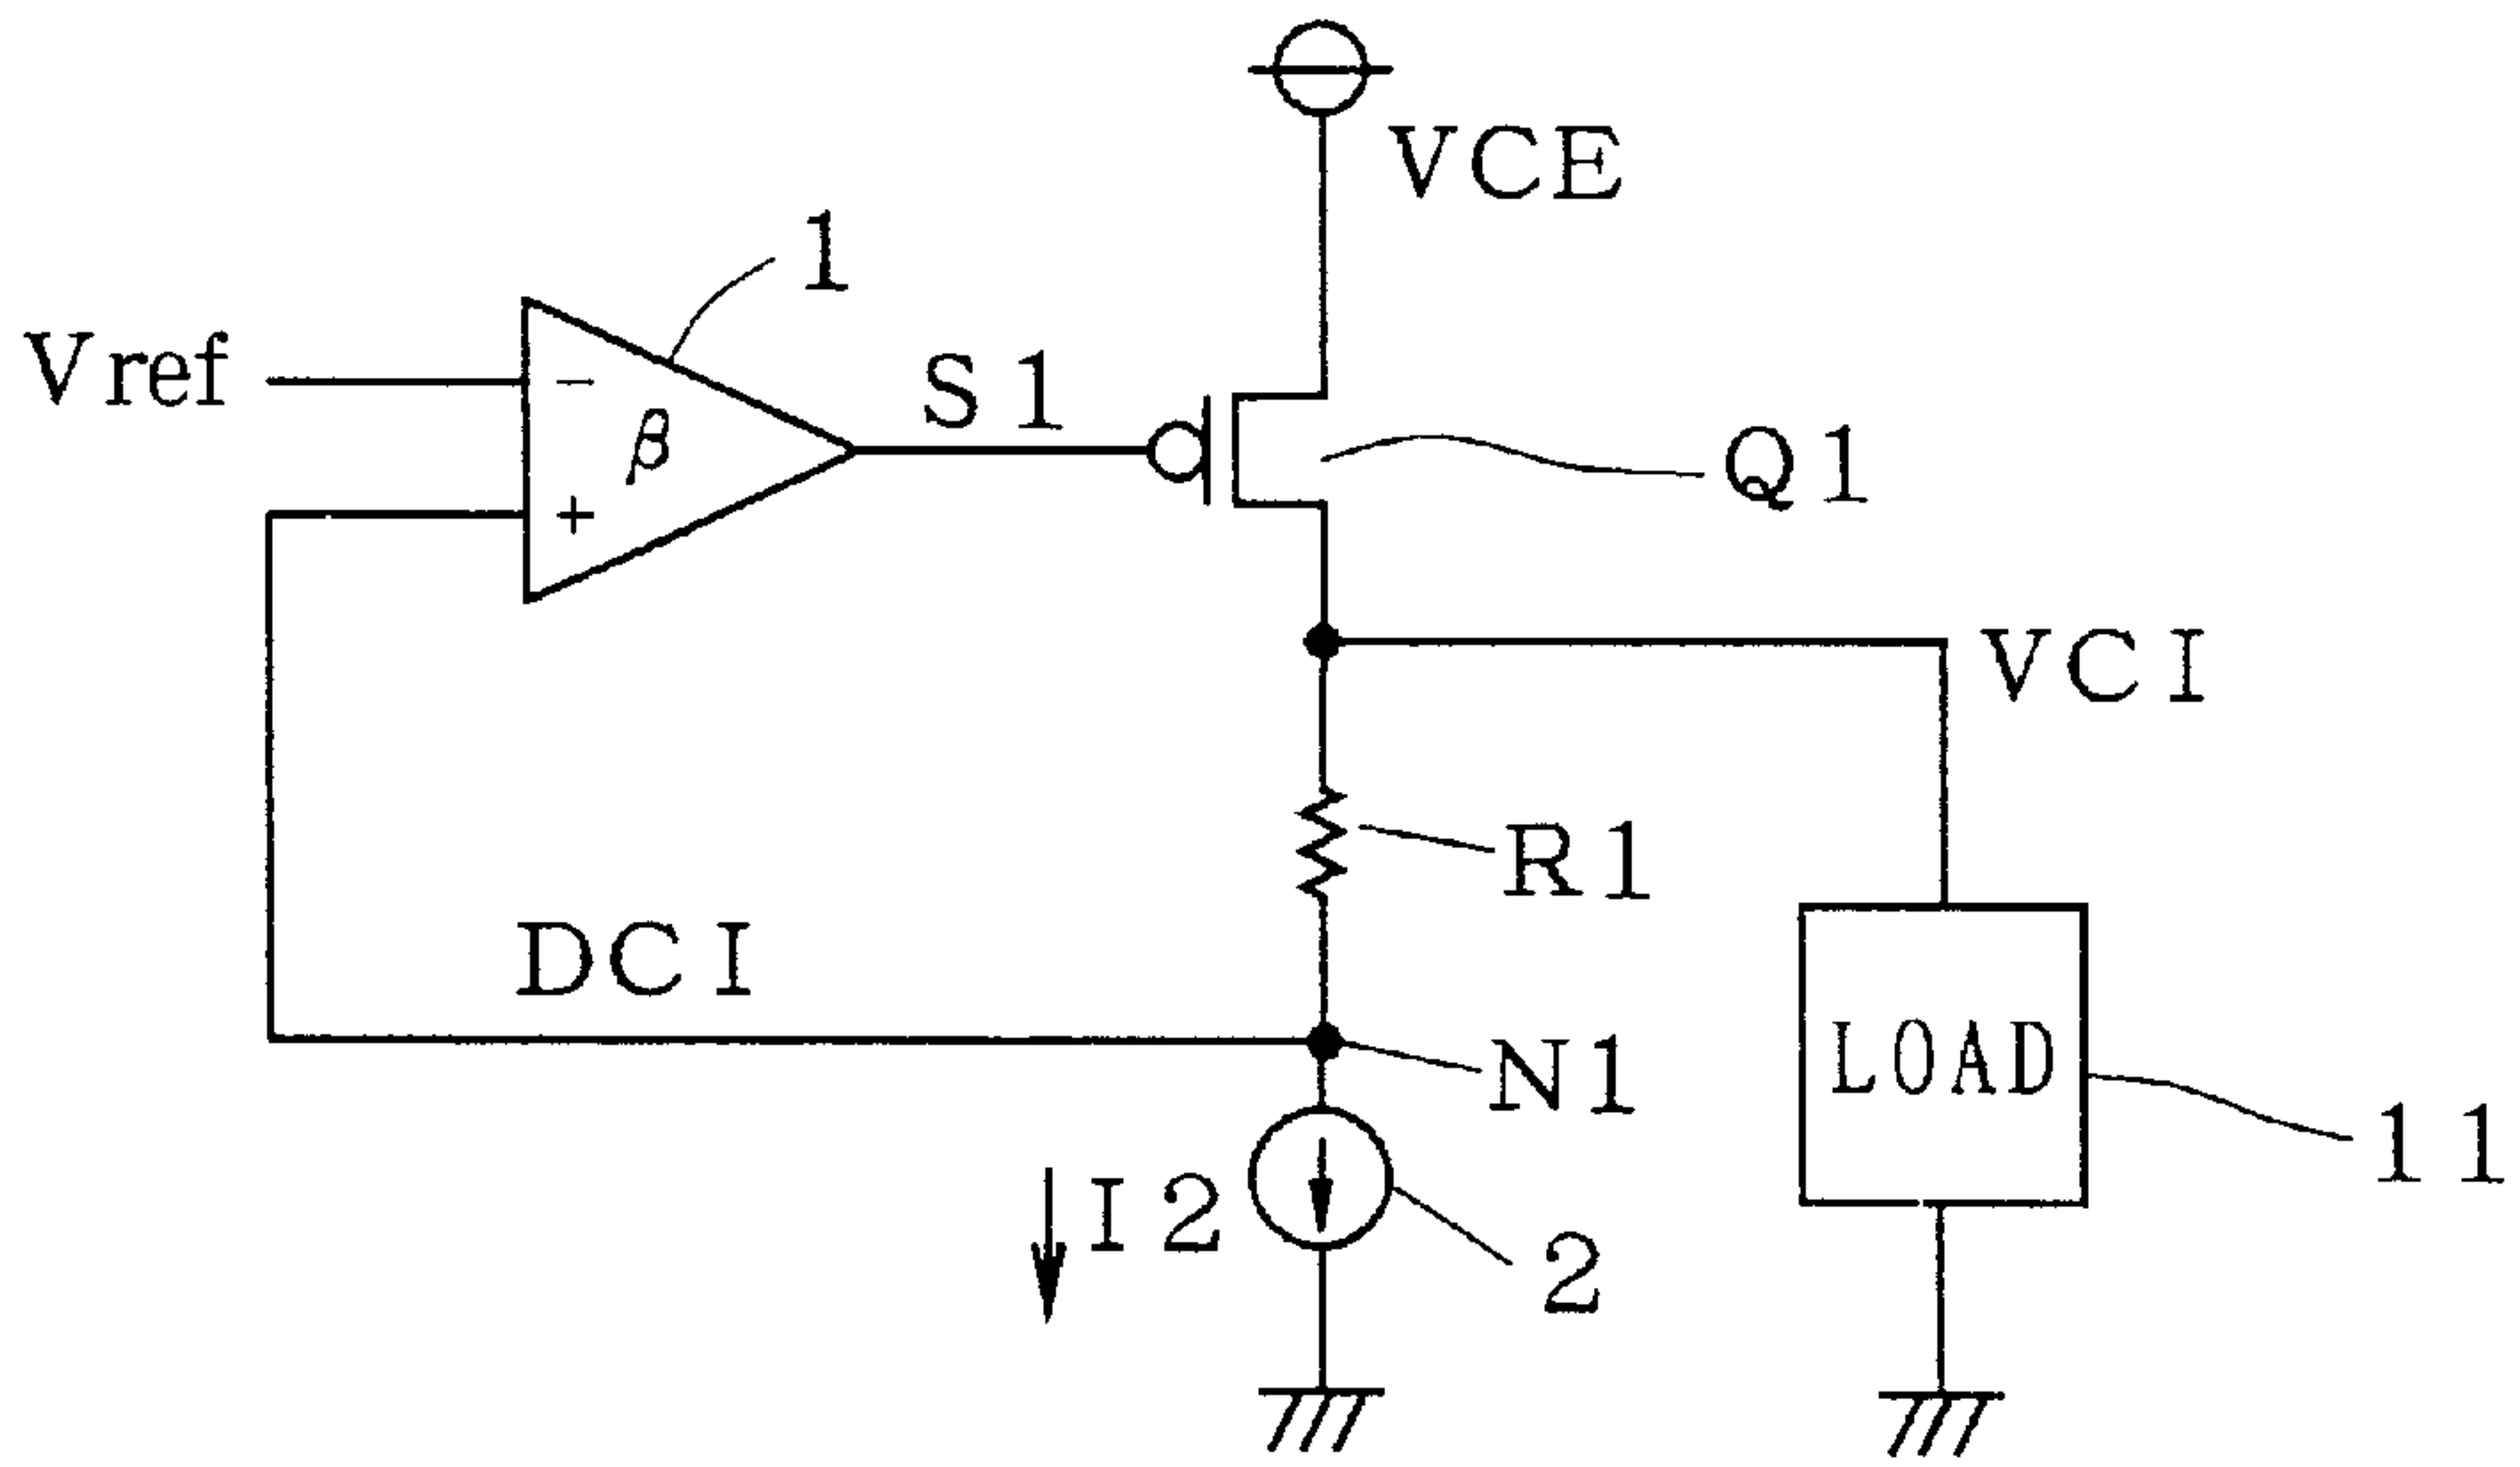 VCE
1
Vref
S1
−
β
+
Q1
VCI
R1
DCI
N1
LOAD
11
I2
2